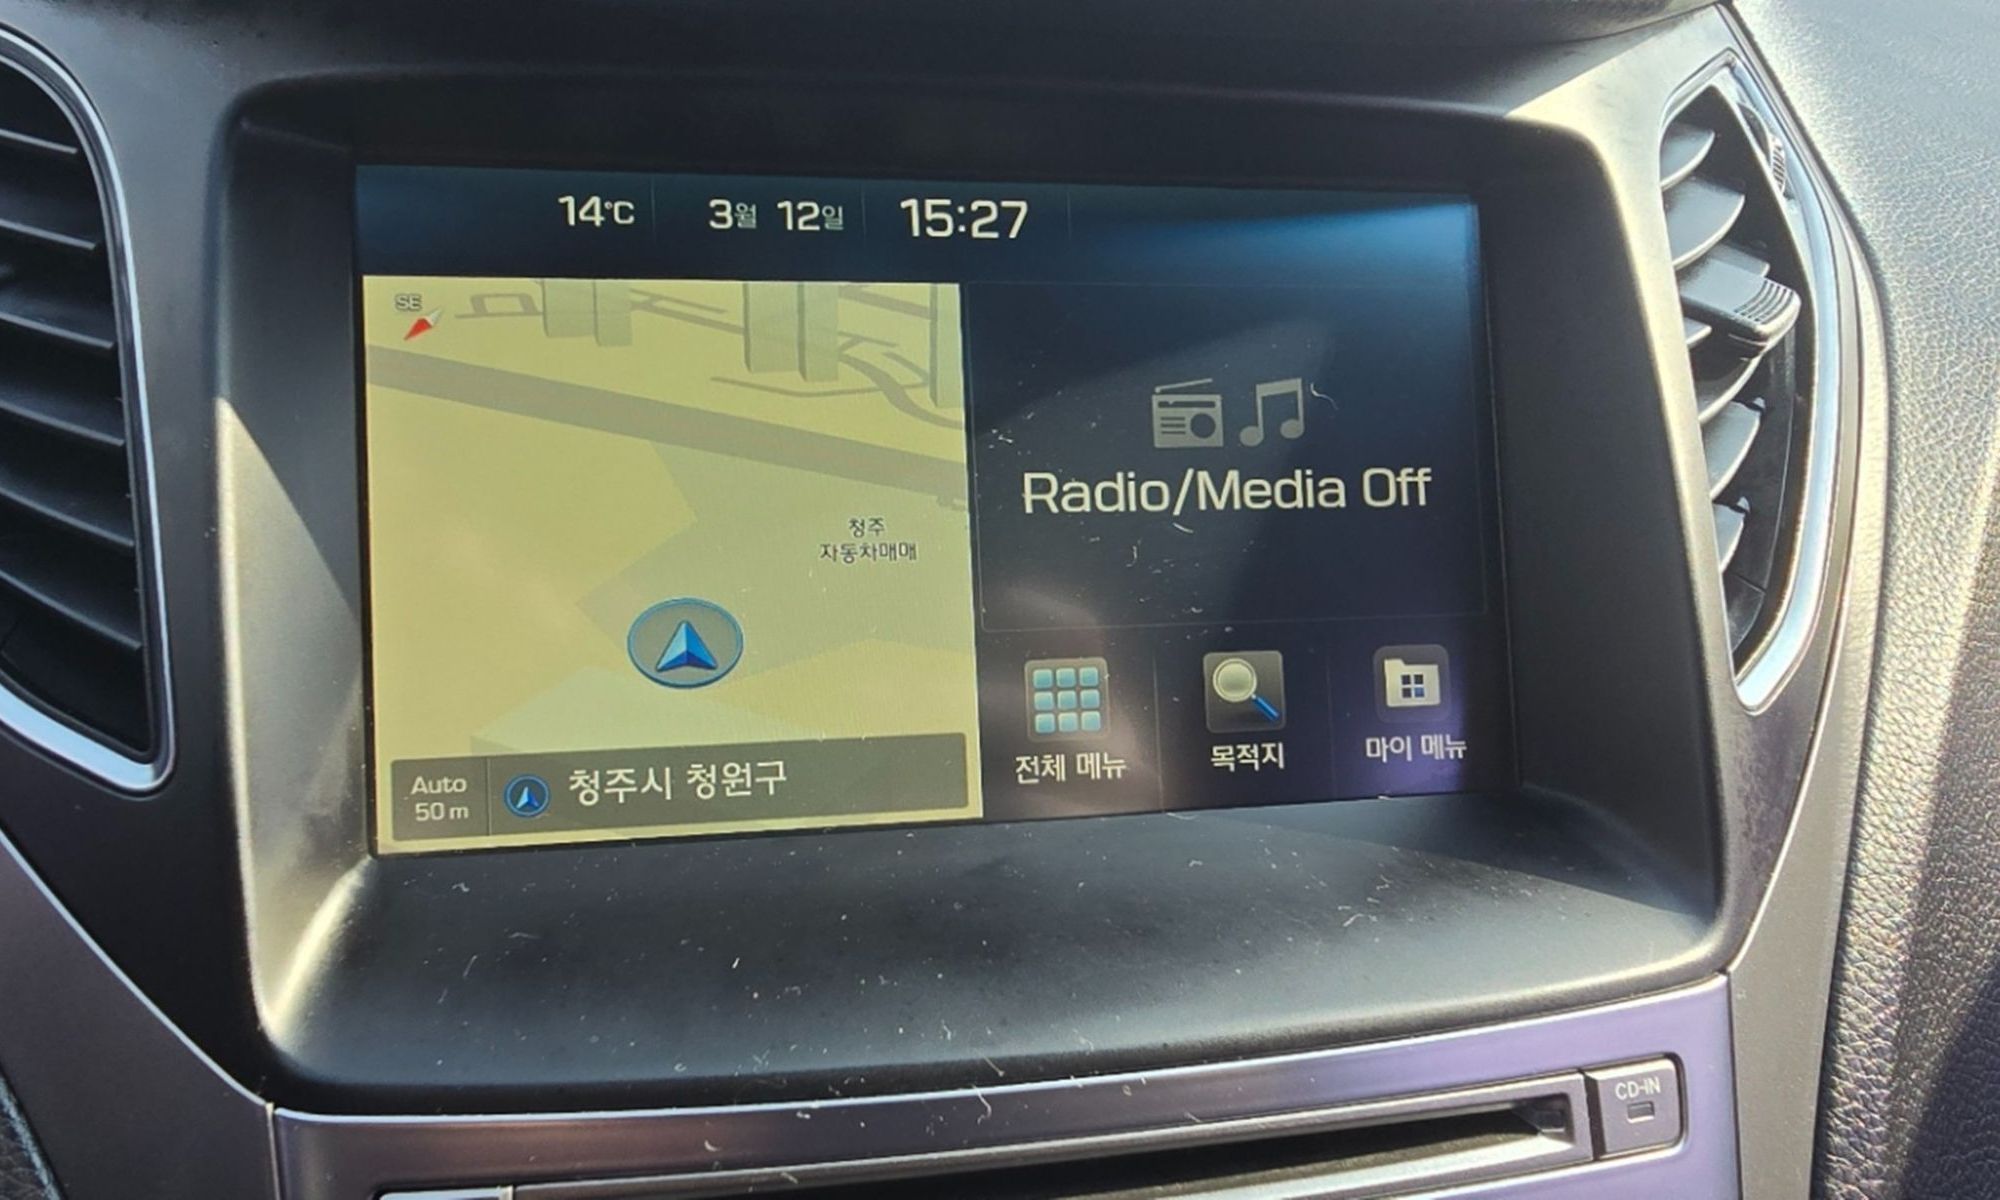 14°C 3월 12일 15:27
SE
Radio/Media Off
청주
자동차매매
전체 메뉴
목적지
마이 메뉴
Auto
50 m
청주시 청원구
CD-IN